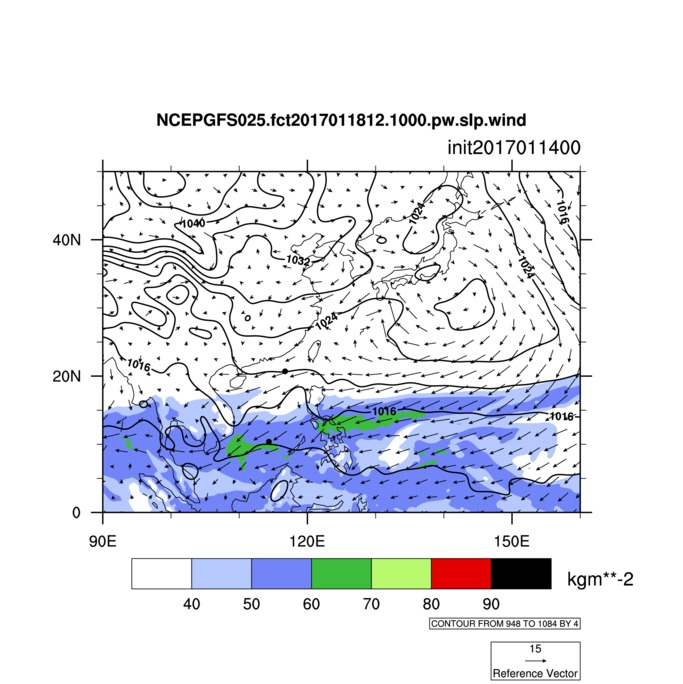 NCEPGFS025.fct2017011812.1000.pw.slp.wind
init2017011400
1040
1024
1016
40N
1032
1024
1024
1016
20N
1016
1016
0
90E 120E 150E
kgm**-2
40 50 60 70 80 90
CONTOUR FROM 948 TO 1084 BY 4
15
Reference Vector